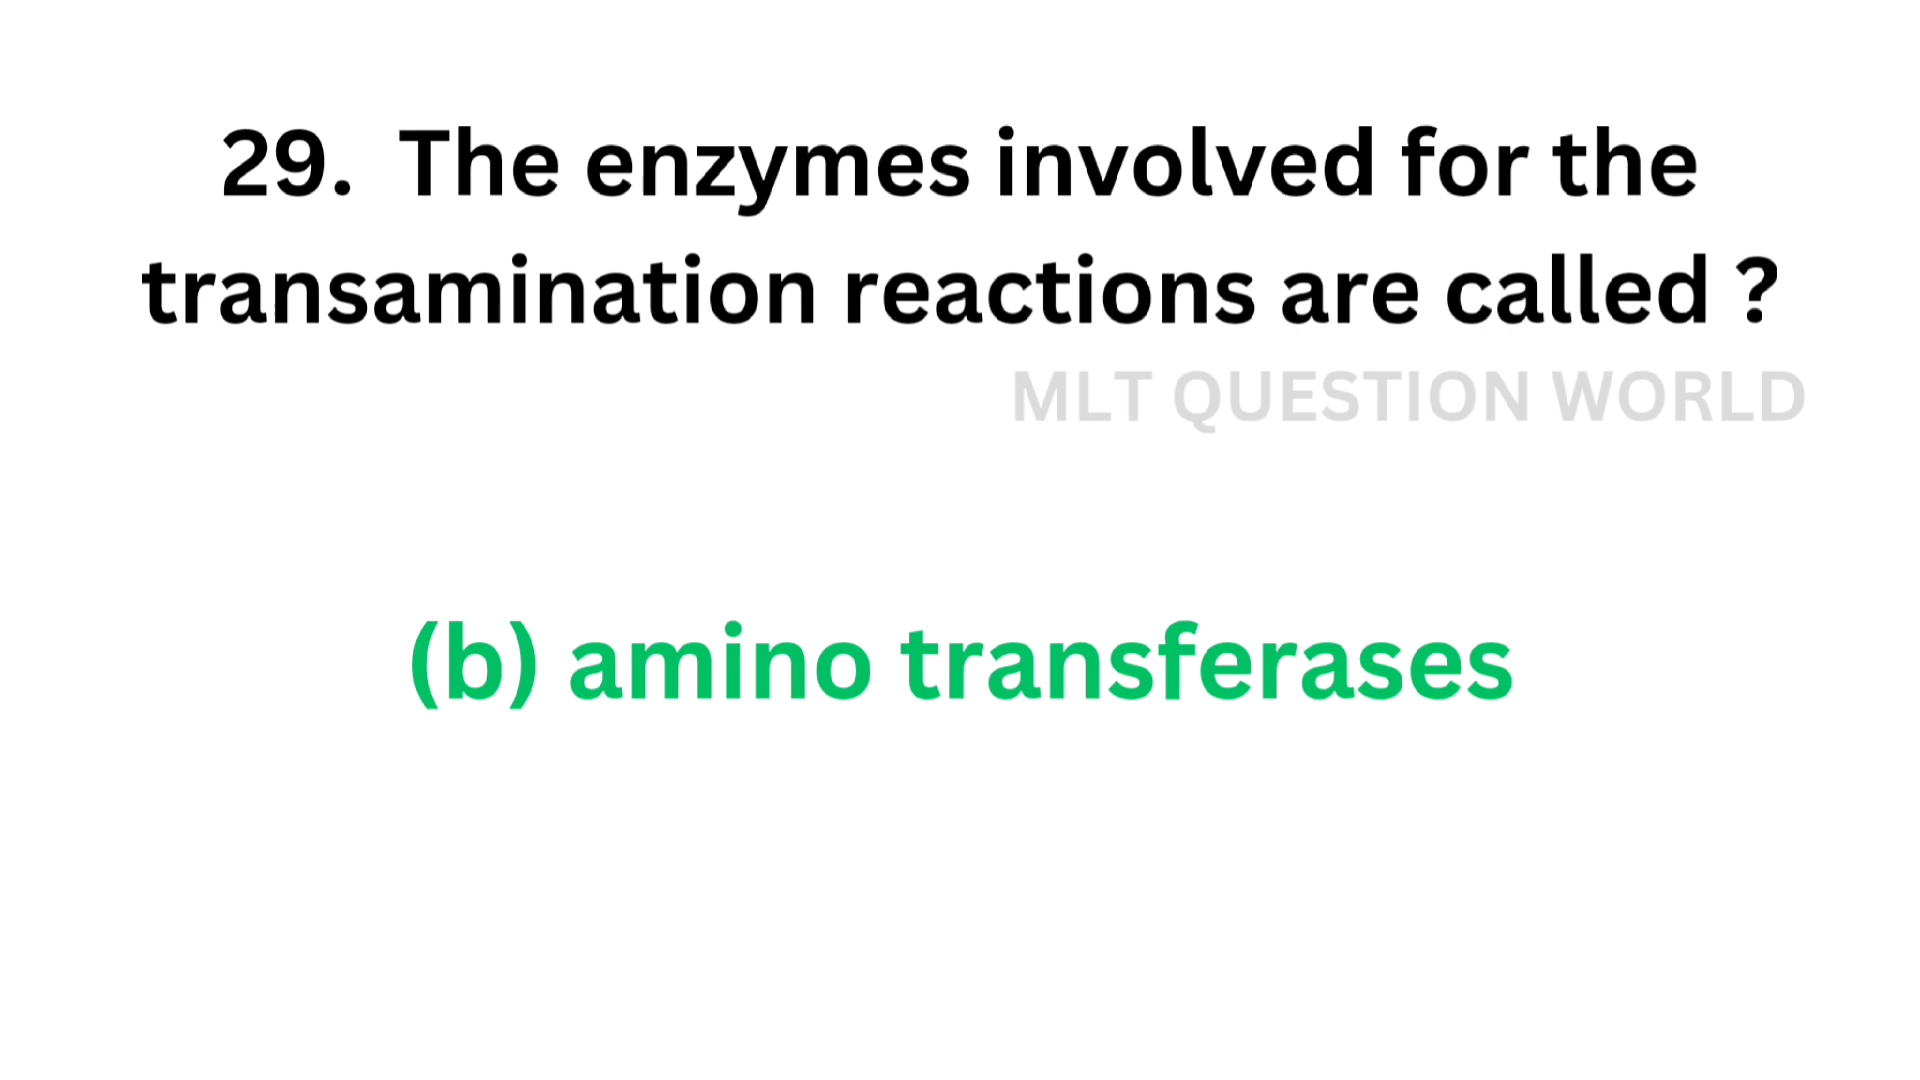 29. The enzymes involved for the
transamination reactions are called ?
MLT QUESTION WORLD
(b) amino transferases